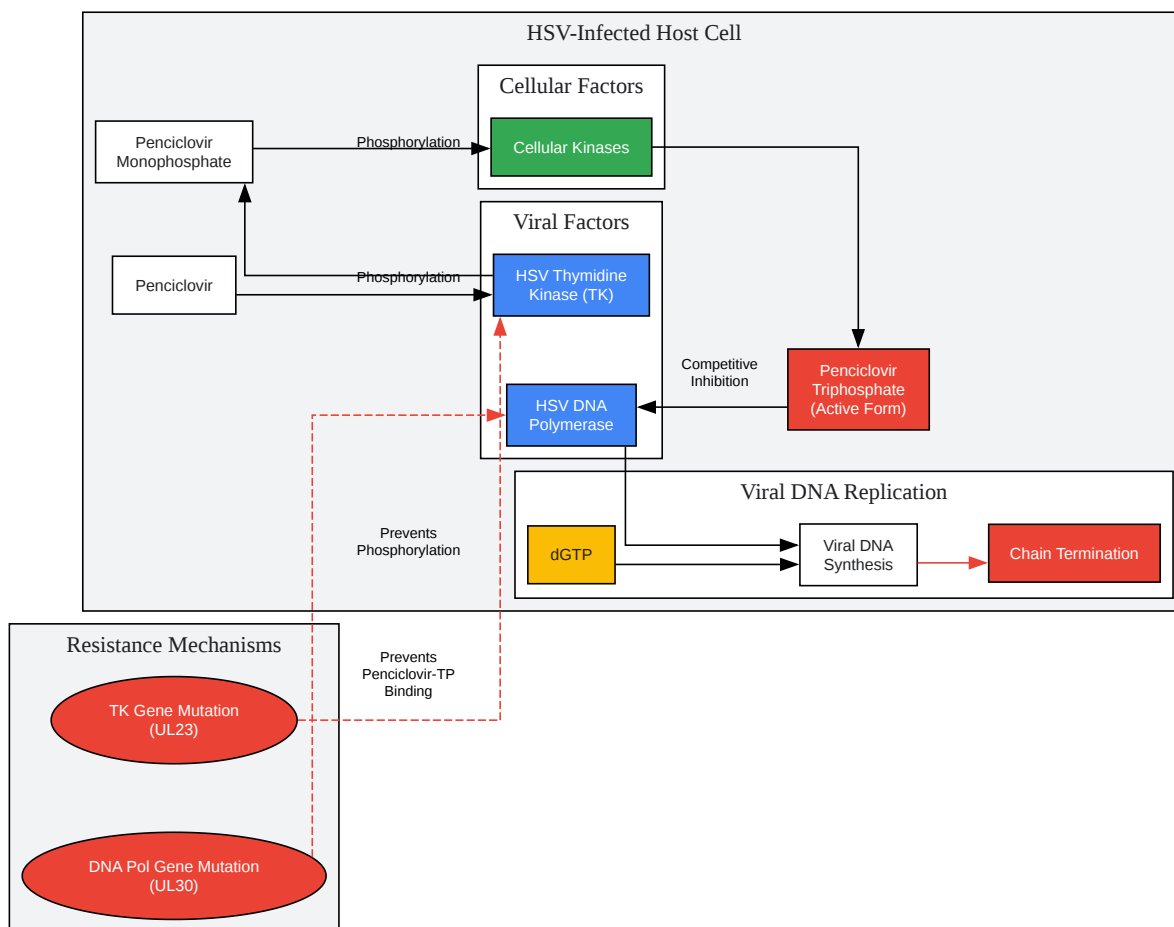 HSV-Infected Host Cell
Cellular Factors
Penciclovir
Monophosphate
Phosphorylation
Cellular Kinases
Viral Factors
Penciclovir
Phosphorylation
HSV Thymidine
Kinase (TK)
Competitive
Inhibition
Penciclovir
Triphosphate
(Active Form)
HSV DNA
Polymerase
Viral DNA Replication
Prevents
Phosphorylation
dGTP
Viral DNA
Synthesis
Chain Termination
Resistance Mechanisms
Prevents
Penciclovir-TP
Binding
TK Gene Mutation
(UL23)
DNA Pol Gene Mutation
(UL30)